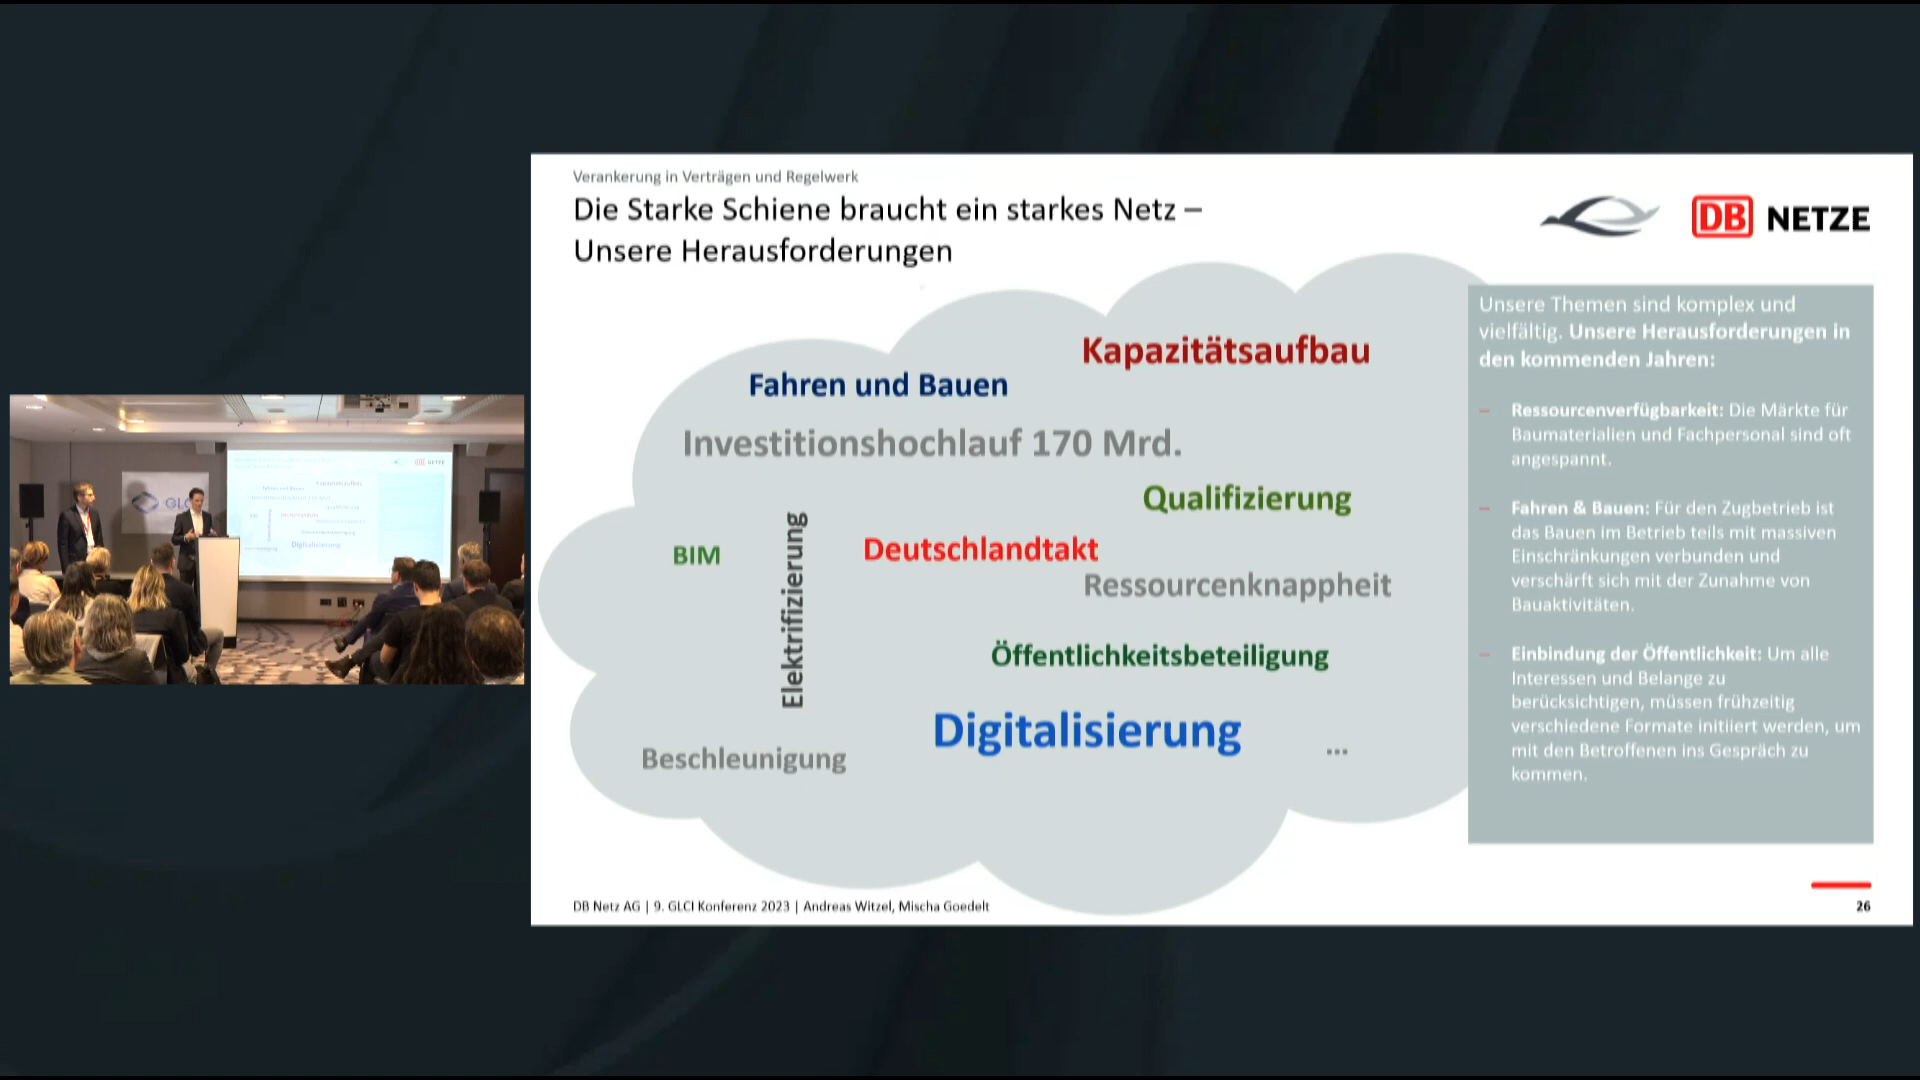 Verankerung in Verträgen und Regelwerk
Die Starke Schiene braucht ein starkes Netz –
Unsere Herausforderungen
DB NETZE
Kapazitätsaufbau
Fahren und Bauen
Investitionshochlauf 170 Mrd.
Qualifizierung
BIM
Elektrifizierung
Deutschlandtakt
Ressourcenknappheit
Öffentlichkeitsbeteiligung
Digitalisierung
Beschleunigung
...
Unsere Themen sind komplex und
vielfältig. Unsere Herausforderungen in
den kommenden Jahren:
– Ressourcenverfügbarkeit: Die Märkte für
Baumaterialien und Fachpersonal sind oft
angespannt.
– Fahren & Bauen: Für den Zugbetrieb ist
das Bauen im Betrieb teils mit massiven
Einschränkungen verbunden und
verschärft sich mit der Zunahme von
Bauaktivitäten.
– Einbindung der Öffentlichkeit: Um alle
Interessen und Belange zu
berücksichtigen, müssen frühzeitig
verschiedene Formate initiiert werden, um
mit den Betroffenen ins Gespräch zu
kommen.
DB Netz AG | 9. GLCI Konferenz 2023 | Andreas Witzel, Mischa Goedelt
26